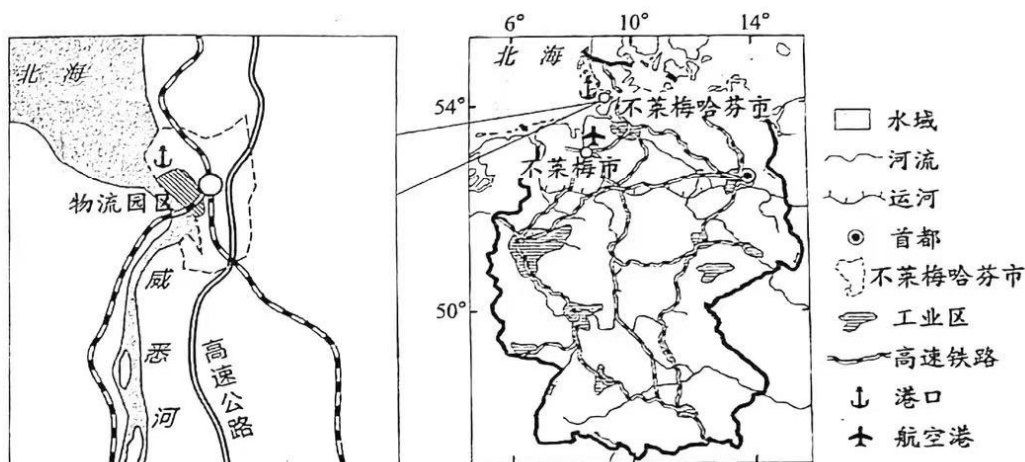 北海
物流园区
威悉河
高速公路
6°
10°
14°
北海
54°
不莱梅哈芬市
不莱梅市
50°
水域
河流
运河
首都
不莱梅哈芬市
工业区
高速铁路
港口
航空港